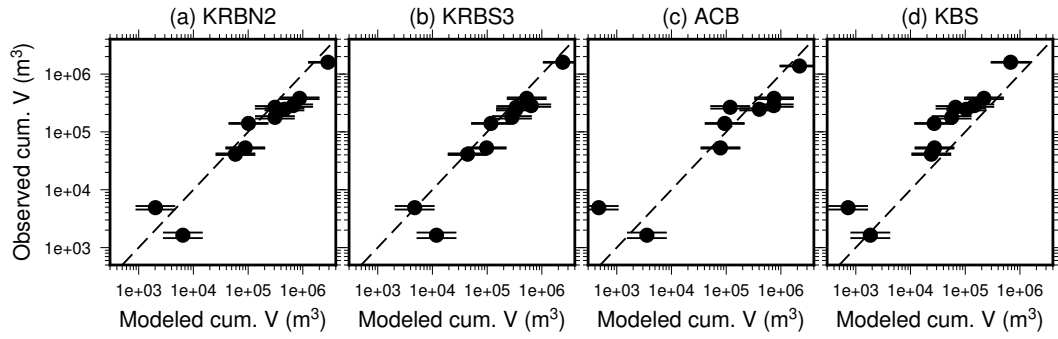 (a) KRBN2 (b) KRBS3 (c) ACB (d) KBS
Observed cum. V (m³)
1e+06
1e+05
1e+04
1e+03
1e+03 1e+04 1e+05 1e+06 1e+03 1e+04 1e+05 1e+06 1e+03 1e+04 1e+05 1e+06 1e+03 1e+04 1e+05 1e+06
Modeled cum. V (m³) Modeled cum. V (m³) Modeled cum. V (m³) Modeled cum. V (m³)